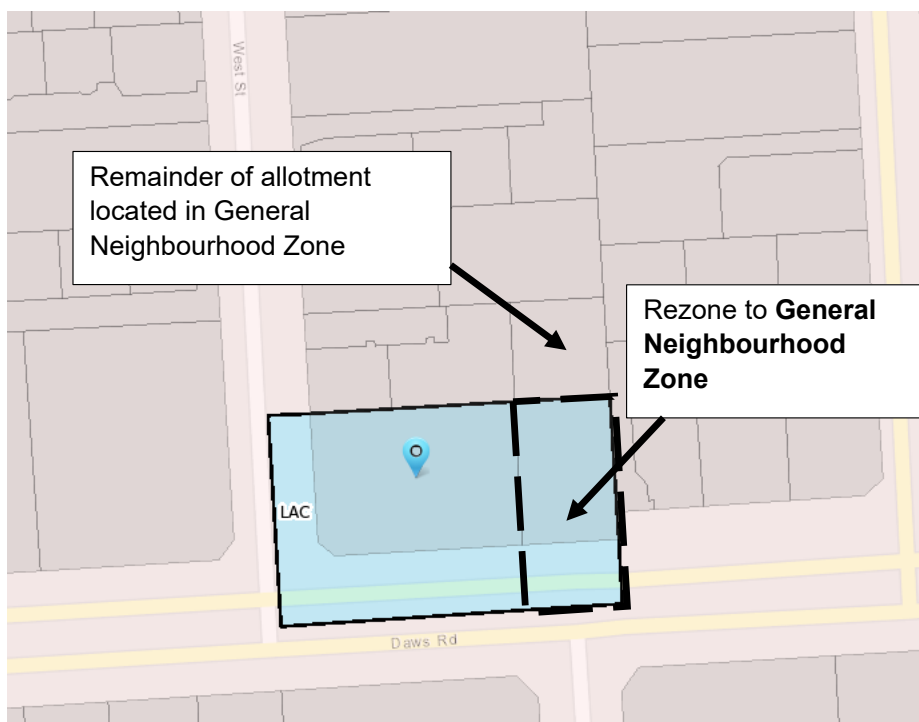 West St
Remainder of allotment
located in General
Neighbourhood Zone
Rezone to General
Neighbourhood
Zone
LAC
Daws Rd